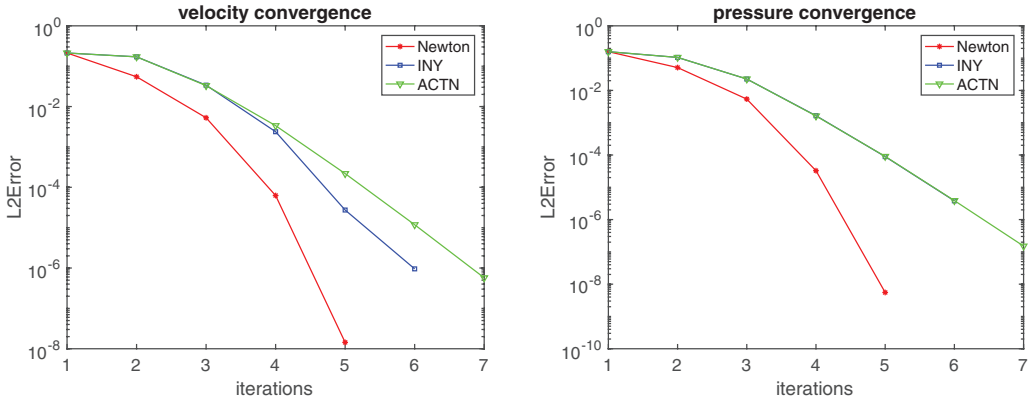 velocity convergence
10^0
10^-2
10^-4
10^-6
10^-8
L2Error
1 2 3 4 5 6 7
iterations
Newton
INY
ACTN
pressure convergence
10^0
10^-2
10^-4
10^-6
10^-8
10^-10
L2Error
1 2 3 4 5 6 7
iterations
Newton
INY
ACTN